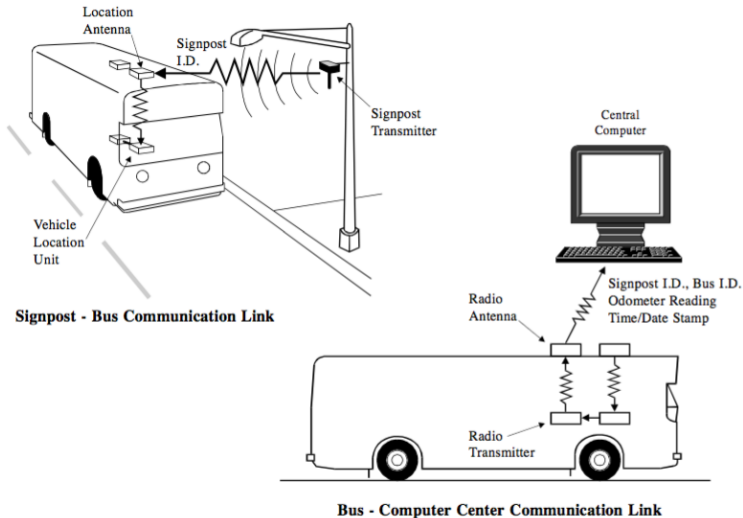 Location
Antenna
Signpost
I.D.
Signpost
Transmitter
Vehicle
Location
Unit
Signpost - Bus Communication Link
Central
Computer
Signpost I.D., Bus I.D.
Odometer Reading
Time/Date Stamp
Radio
Antenna
Radio
Transmitter
Bus - Computer Center Communication Link